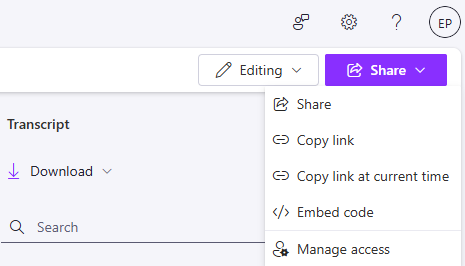 EP
Editing
Share
Transcript
Share
Copy link
Download
Copy link at current time
Embed code
Search
Manage access